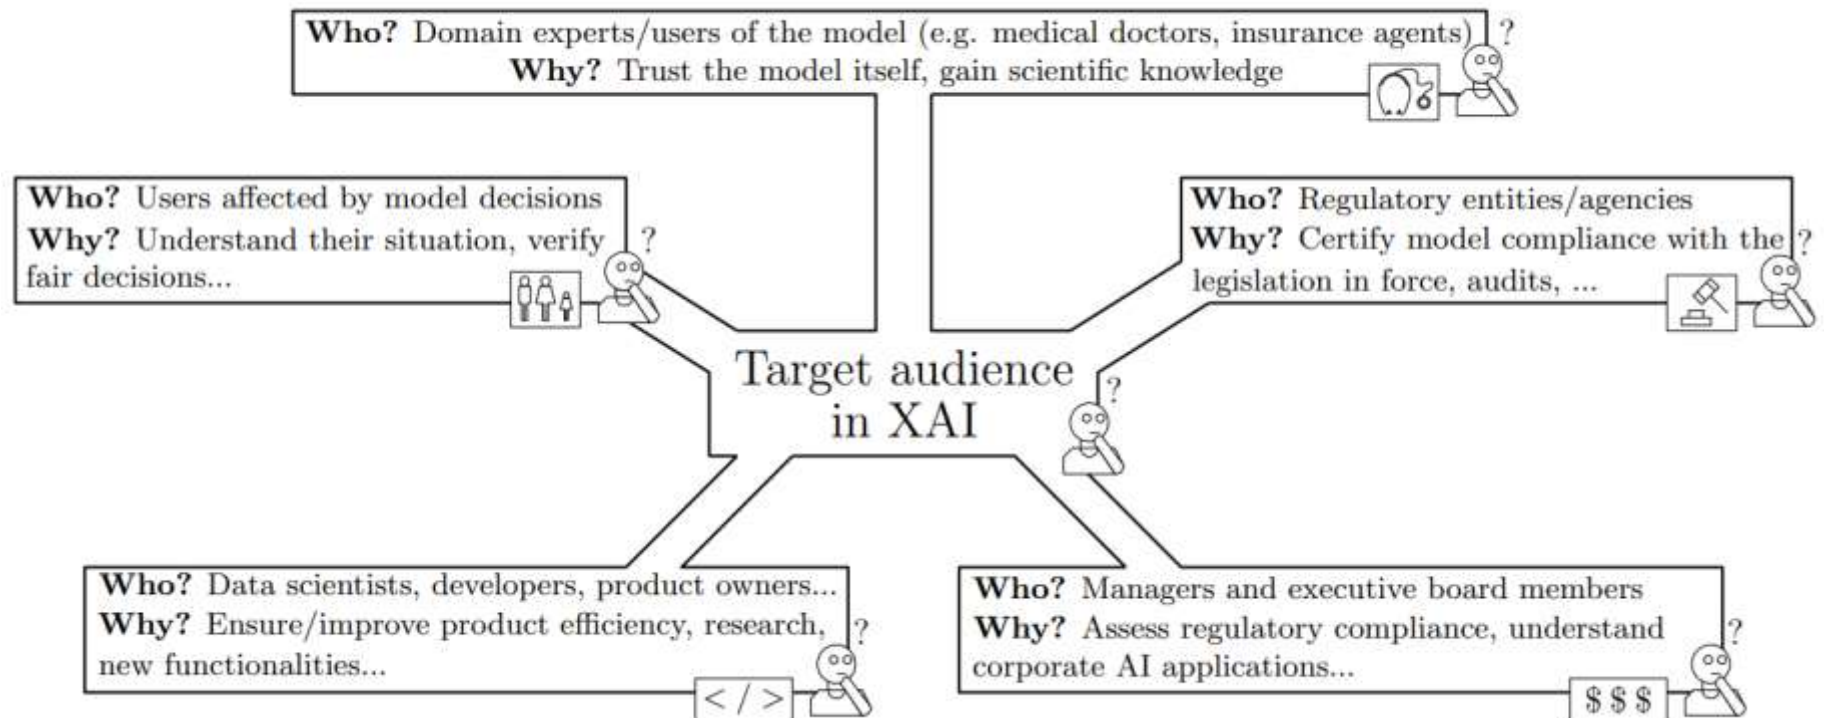 Who? Domain experts/users of the model (e.g. medical doctors, insurance agents)
?
Why? Trust the model itself, gain scientific knowledge
Who? Users affected by model decisions
Why? Understand their situation, verify
?
fair decisions...
Who? Regulatory entities/agencies
Why? Certify model compliance with the
?
legislation in force, audits, ...
Target audience
in XAI
?
Who? Data scientists, developers, product owners...
Why? Ensure/improve product efficiency, research,
?
new functionalities...
< / >
Who? Managers and executive board members
Why? Assess regulatory compliance, understand
?
corporate AI applications...
$ $ $